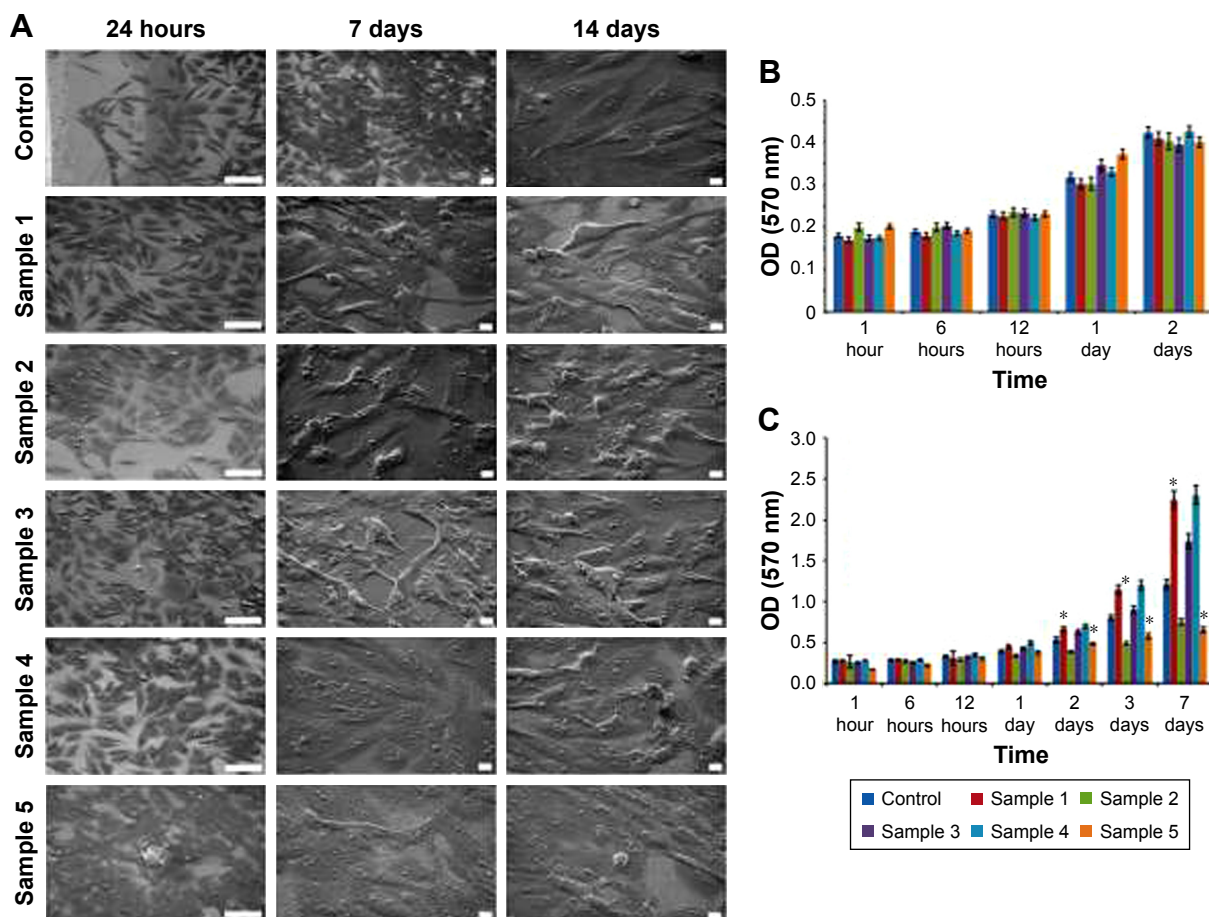 A
24 hours 7 days 14 days
Control
Sample 1
Sample 2
Sample 3
Sample 4
Sample 5
B
OD (570 nm)
0.5
0.4
0.3
0.2
0.1
0
1 6 12 1 2
hour hours hours day days
Time
C
OD (570 nm)
3.0
2.5
2.0
1.5
1.0
0.5
0.0
* * * * * *
1 6 12 1 2 3 7
hour hours hours day days days days
Time
Control Sample 1 Sample 2
Sample 3 Sample 4 Sample 5